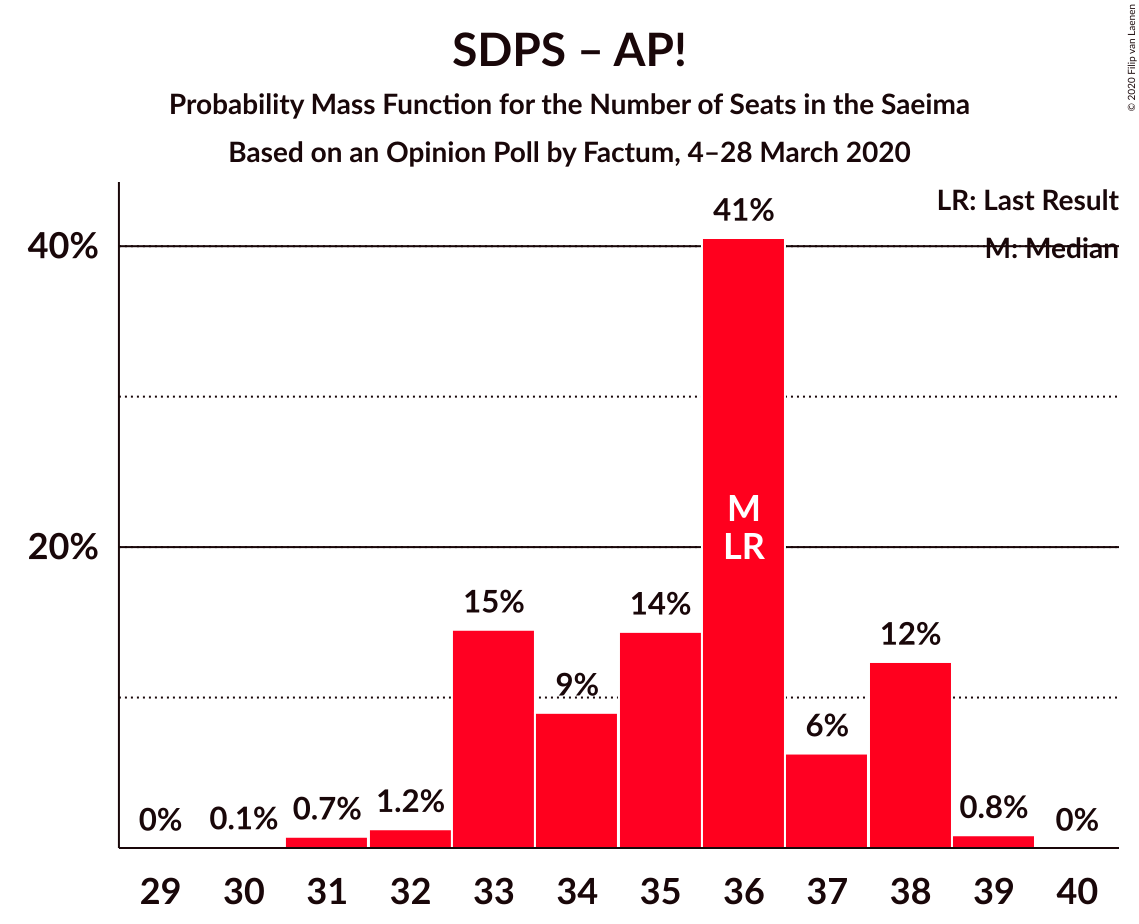 SDPS – AP!
Probability Mass Function for the Number of Seats in the Saeima
Based on an Opinion Poll by Factum, 4–28 March 2020
© 2020 Filip van Laenen
LR: Last Result
M: Median
40%
20%
0%
0.1%
0.7%
1.2%
15%
9%
14%
41%
M
LR
6%
12%
0.8%
0%
29 30 31 32 33 34 35 36 37 38 39 40